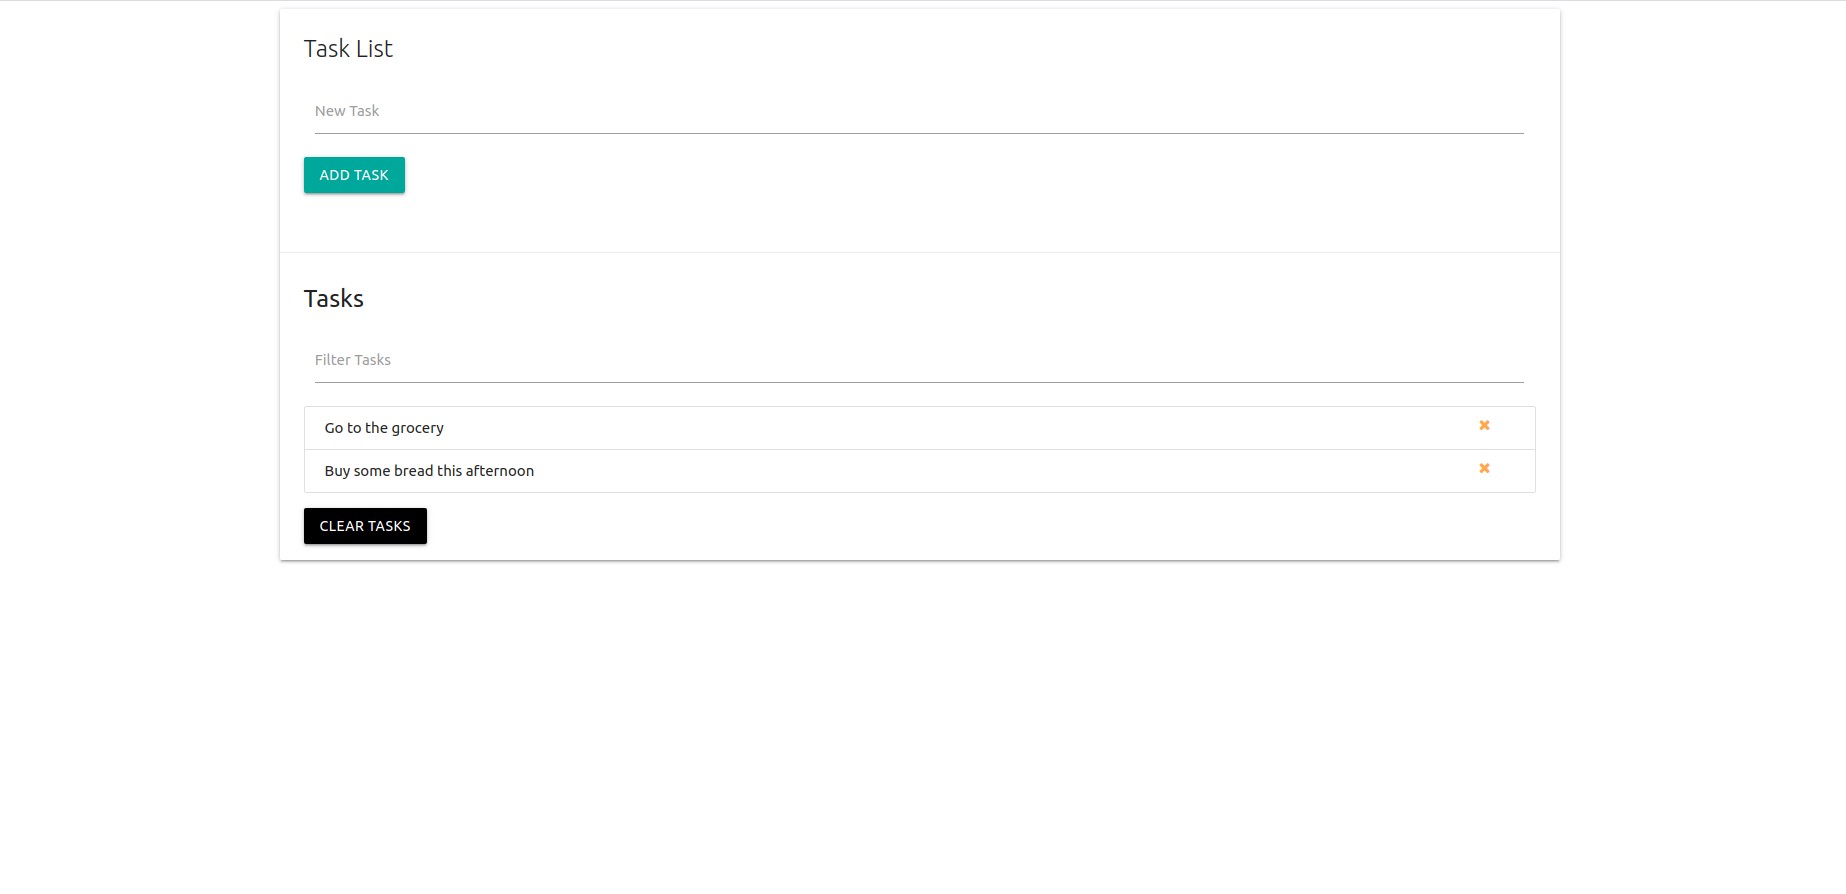 Task List
New Task
ADD TASK
Tasks
Filter Tasks
Go to the grocery
Buy some bread this afternoon
CLEAR TASKS